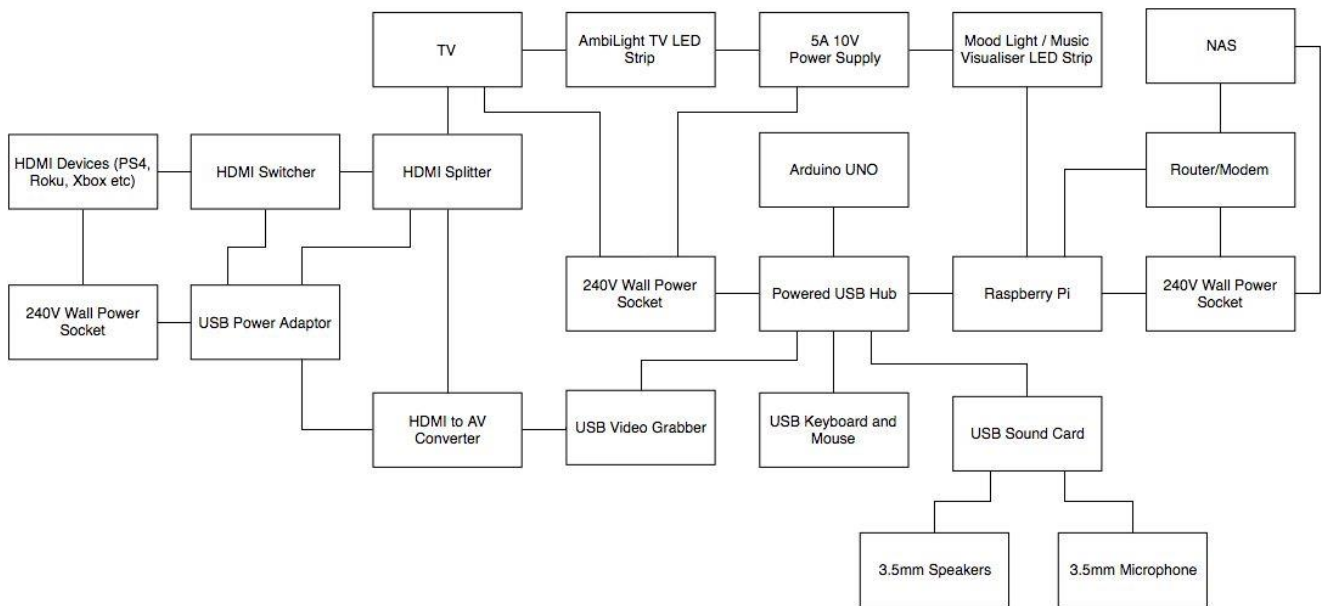 TV
AmbiLight TV LED
Strip
5A 10V
Power Supply
Mood Light / Music
Visualiser LED Strip
NAS
HDMI Devices (PS4,
Roku, Xbox etc)
HDMI Switcher
HDMI Splitter
Arduino UNO
Router/Modem
240V Wall Power
Socket
USB Power Adaptor
240V Wall Power
Socket
Powered USB Hub
Raspberry Pi
240V Wall Power
Socket
HDMI to AV
Converter
USB Video Grabber
USB Keyboard and
Mouse
USB Sound Card
3.5mm Speakers
3.5mm Microphone